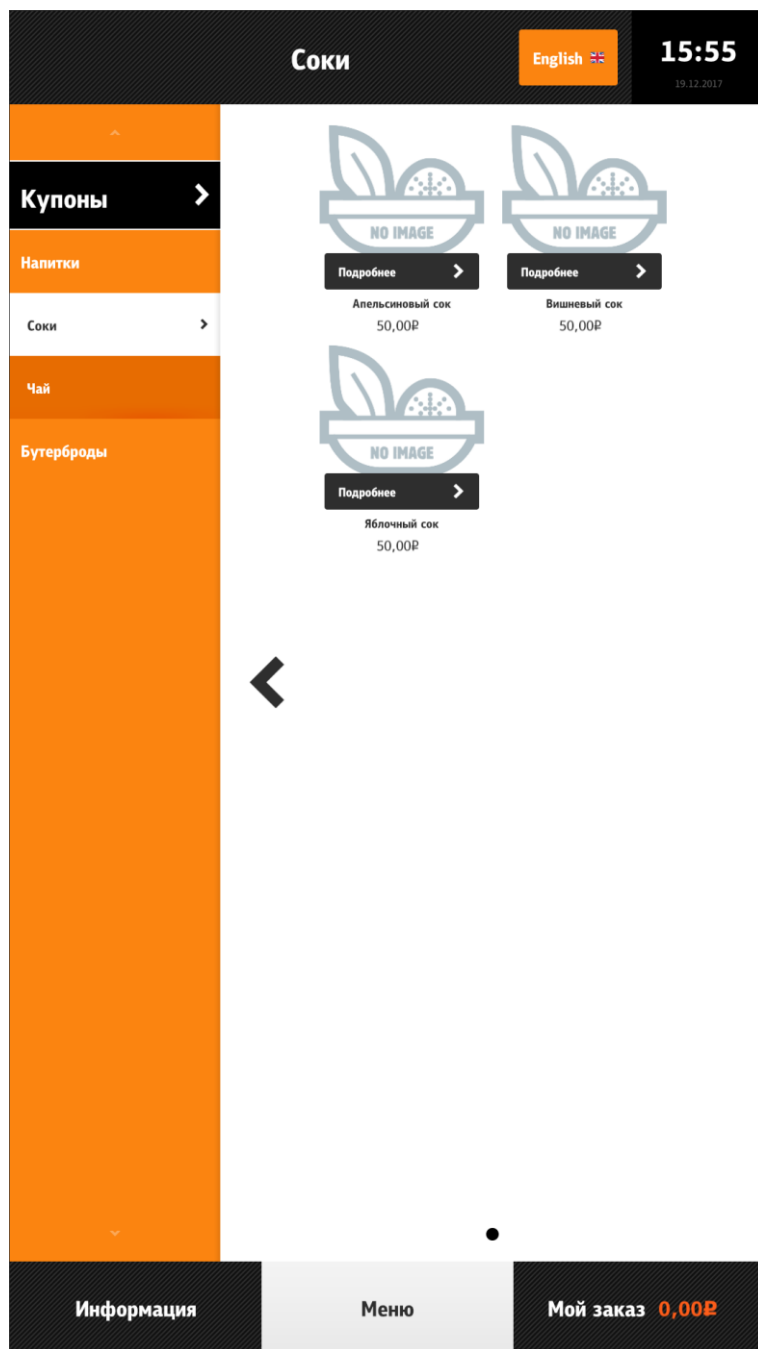 Соки
English
15:55
19.12.2017
Купоны
Напитки
Соки
Чай
Бутерброды
NO IMAGE
NO IMAGE
Подробнее
Подробнее
Апельсиновый сок
Вишневый сок
50,00₽
50,00₽
NO IMAGE
Подробнее
Яблочный сок
50,00₽
Информация
Меню
Мой заказ 0,00₽